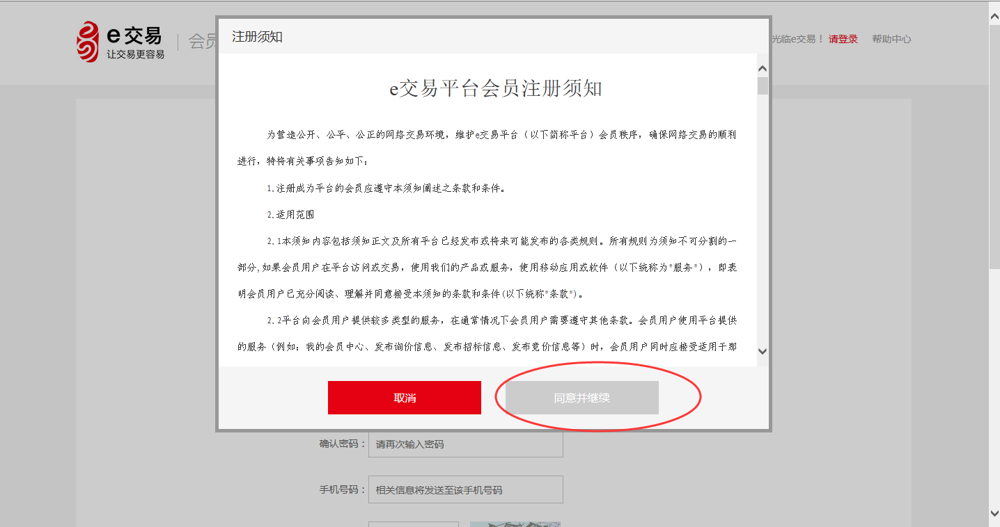 e交易
让交易更容易
会员
注册须知
光临e交易！ 请登录 帮助中心
e交易平台会员注册须知
为营造公开、公平、公正的网络交易环境，维护e交易平台（以下简称平台）会员秩序，确保网络交易的顺利
进行，特将有关事项告知如下：
1.注册成为平台的会员应遵守本须知阐述之条款和条件。
2.适用范围
2.1本须知内容包括须知正文及所有平台已经发布或将来可能发布的各类规则。所有规则为须知不可分割的一
部分,如果会员用户在平台访问或交易，使用我们的产品或服务，使用移动应用或软件（以下统称为"服务"），即表
明会员用户已充分阅读、理解并同意接受本须知的条款和条件(以下统称"条款")。
2.2平台向会员用户提供较多类型的服务，在通常情况下会员用户需要遵守其他条款。会员用户使用平台提供
的服务（例如：我的会员中心、发布询价信息、发布招标信息、发布竞价信息等）时，会员用户同时应接受适用于那
取消
同意并继续
确认密码：
请再次输入密码
手机号码：
相关信息将发送至该手机号码